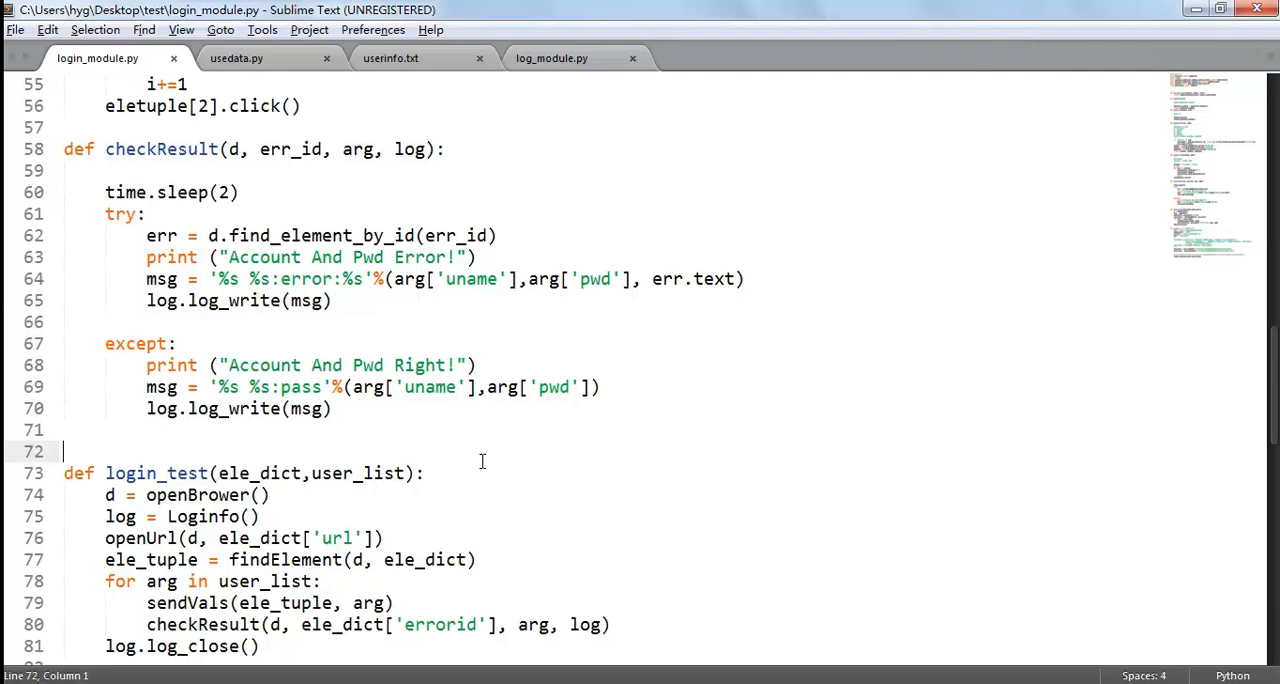 C:\Users\hyg\Desktop\test\login_module.py - Sublime Text (UNREGISTERED)
File Edit Selection Find View Goto Tools Project Preferences Help
login_module.py × usedata.py × userinfo.txt × log_module.py ×
55 i+=1
56 eletuple[2].click()
57
58 def checkResult(d, err_id, arg, log):
59
60 time.sleep(2)
61 try:
62 err = d.find_element_by_id(err_id)
63 print ("Account And Pwd Error!")
64 msg = '%s %s:error:%s'%(arg['uname'],arg['pwd'], err.text)
65 log.log_write(msg)
66
67 except:
68 print ("Account And Pwd Right!")
69 msg = '%s %s:pass'%(arg['uname'],arg['pwd'])
70 log.log_write(msg)
71
72
73 def login_test(ele_dict,user_list):
74 d = openBrower()
75 log = Loginfo()
76 openUrl(d, ele_dict['url'])
77 ele_tuple = findElement(d, ele_dict)
78 for arg in user_list:
79 sendVals(ele_tuple, arg)
80 checkResult(d, ele_dict['errorid'], arg, log)
81 log.log_close()
Line 72, Column 1 Spaces: 4 Python